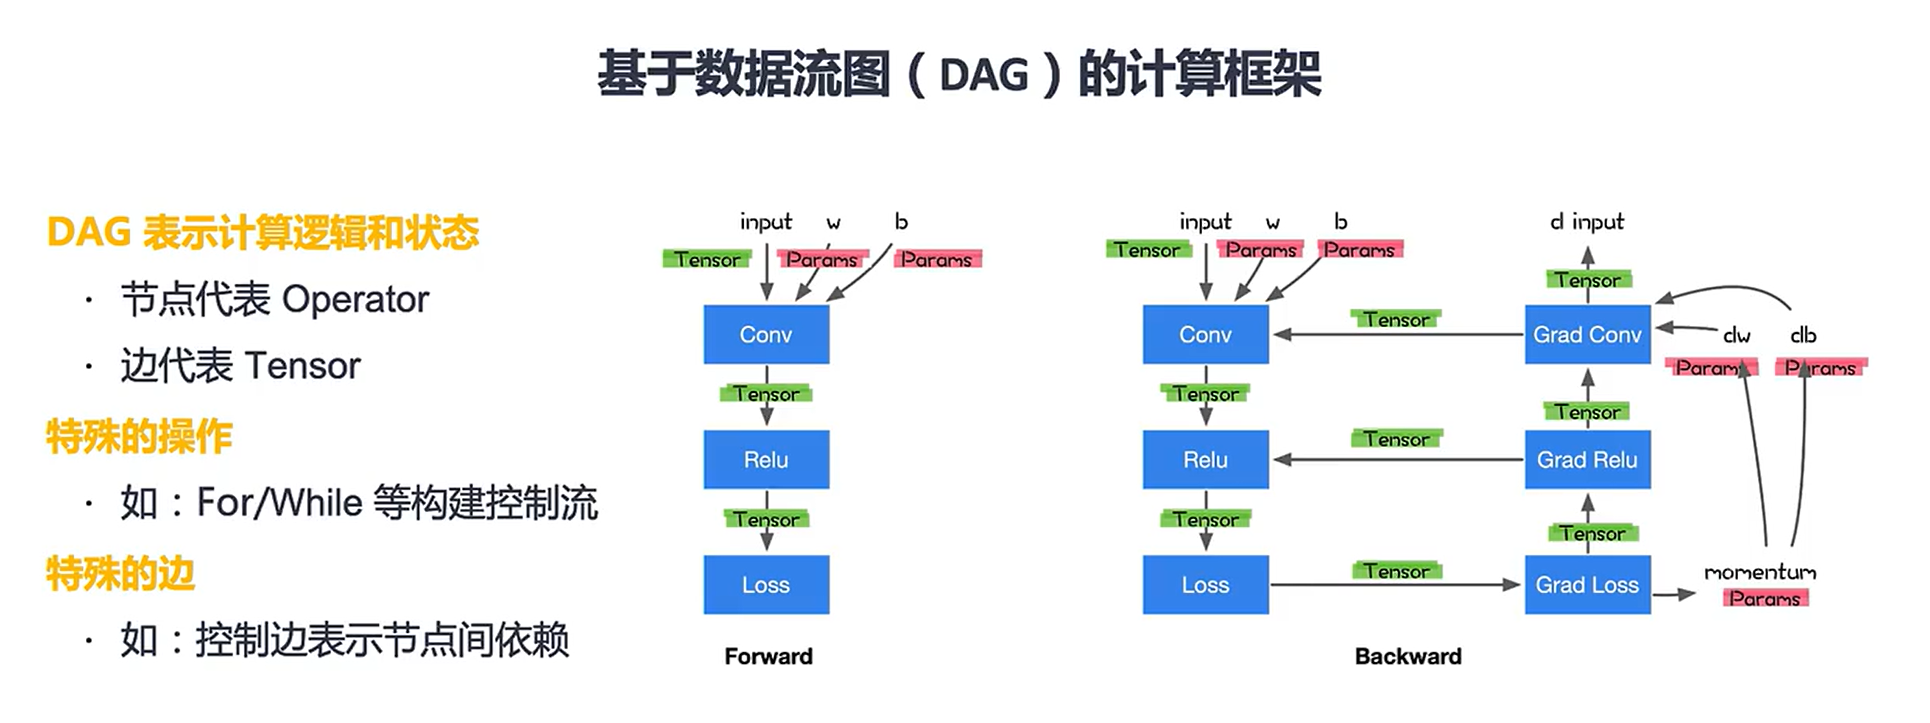 基于数据流图（DAG）的计算框架
DAG 表示计算逻辑和状态
· 节点代表 Operator
· 边代表 Tensor
特殊的操作
· 如：For/While 等构建控制流
特殊的边
· 如：控制边表示节点间依赖
input w b
Tensor Params Params
Conv
Tensor
Relu
Tensor
Loss
Forward
input w b d input
Tensor Params Params
Tensor
Conv Tensor Grad Conv dw db
Params Params
Tensor Tensor
Relu Tensor Grad Relu
Tensor Tensor
Loss Tensor Grad Loss momentum
Params
Backward